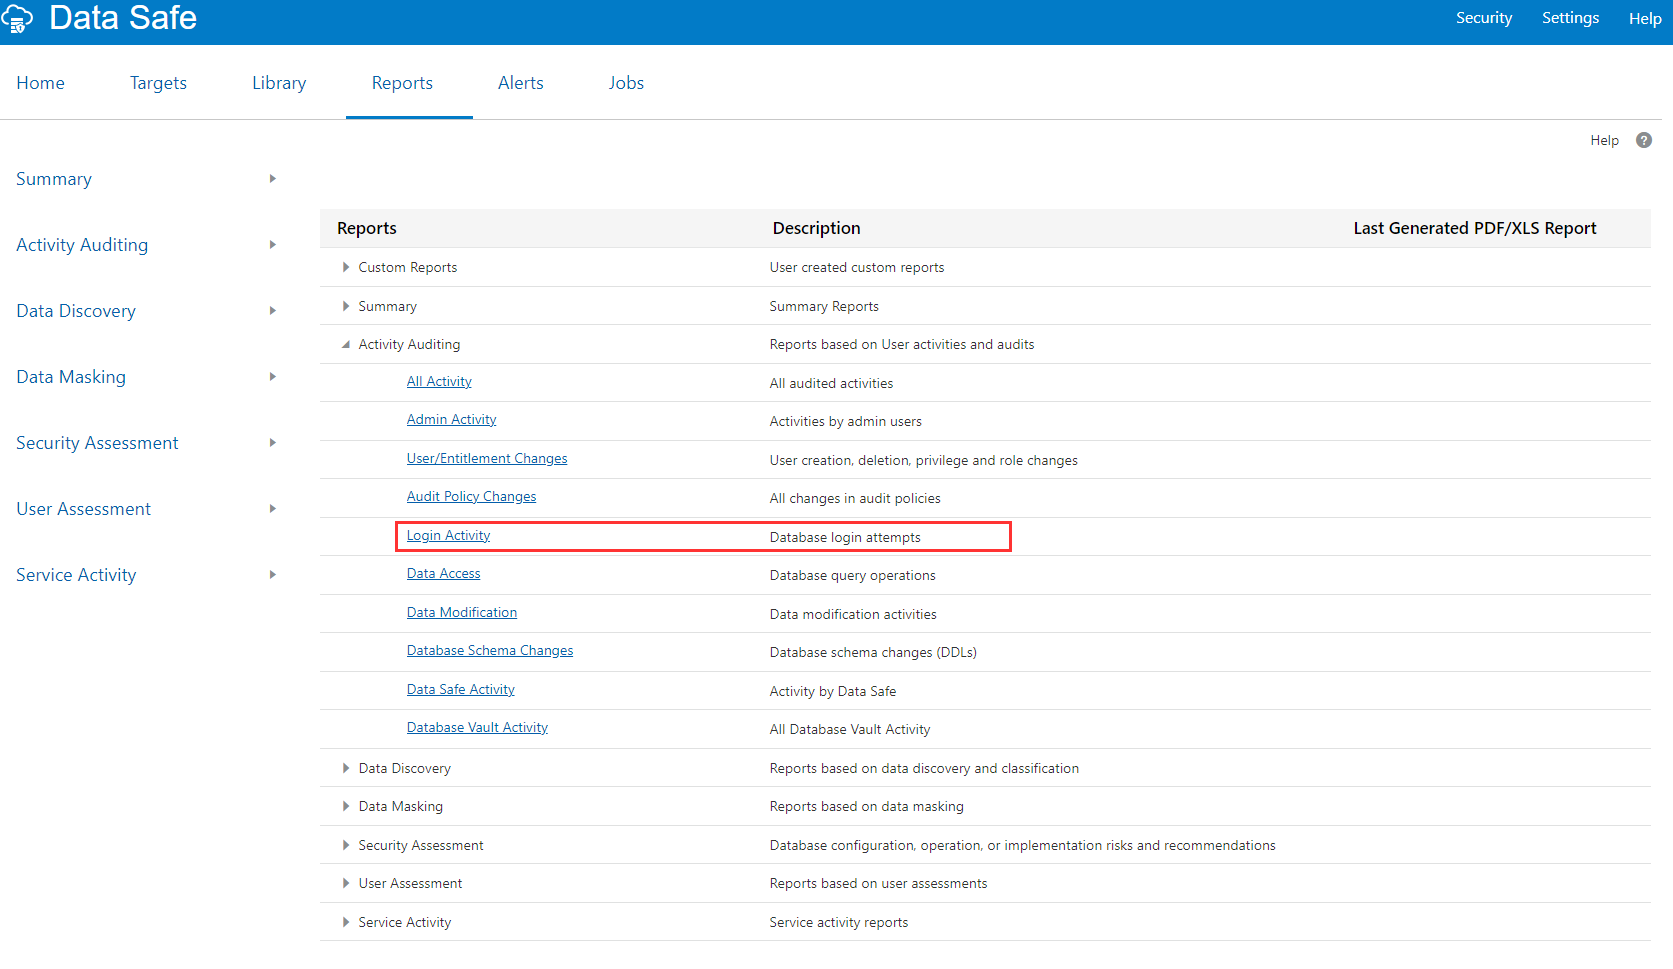 Data Safe
Security Settings Help
Home Targets Library Reports Alerts Jobs
Help ?
Summary
Activity Auditing
Data Discovery
Data Masking
Security Assessment
User Assessment
Service Activity
Reports Description Last Generated PDF/XLS Report
Custom Reports User created custom reports
Summary Summary Reports
Activity Auditing Reports based on User activities and audits
All Activity All audited activities
Admin Activity Activities by admin users
User/Entitlement Changes User creation, deletion, privilege and role changes
Audit Policy Changes All changes in audit policies
Login Activity Database login attempts
Data Access Database query operations
Data Modification Data modification activities
Database Schema Changes Database schema changes (DDLs)
Data Safe Activity Activity by Data Safe
Database Vault Activity All Database Vault Activity
Data Discovery Reports based on data discovery and classification
Data Masking Reports based on data masking
Security Assessment Database configuration, operation, or implementation risks and recommendations
User Assessment Reports based on user assessments
Service Activity Service activity reports